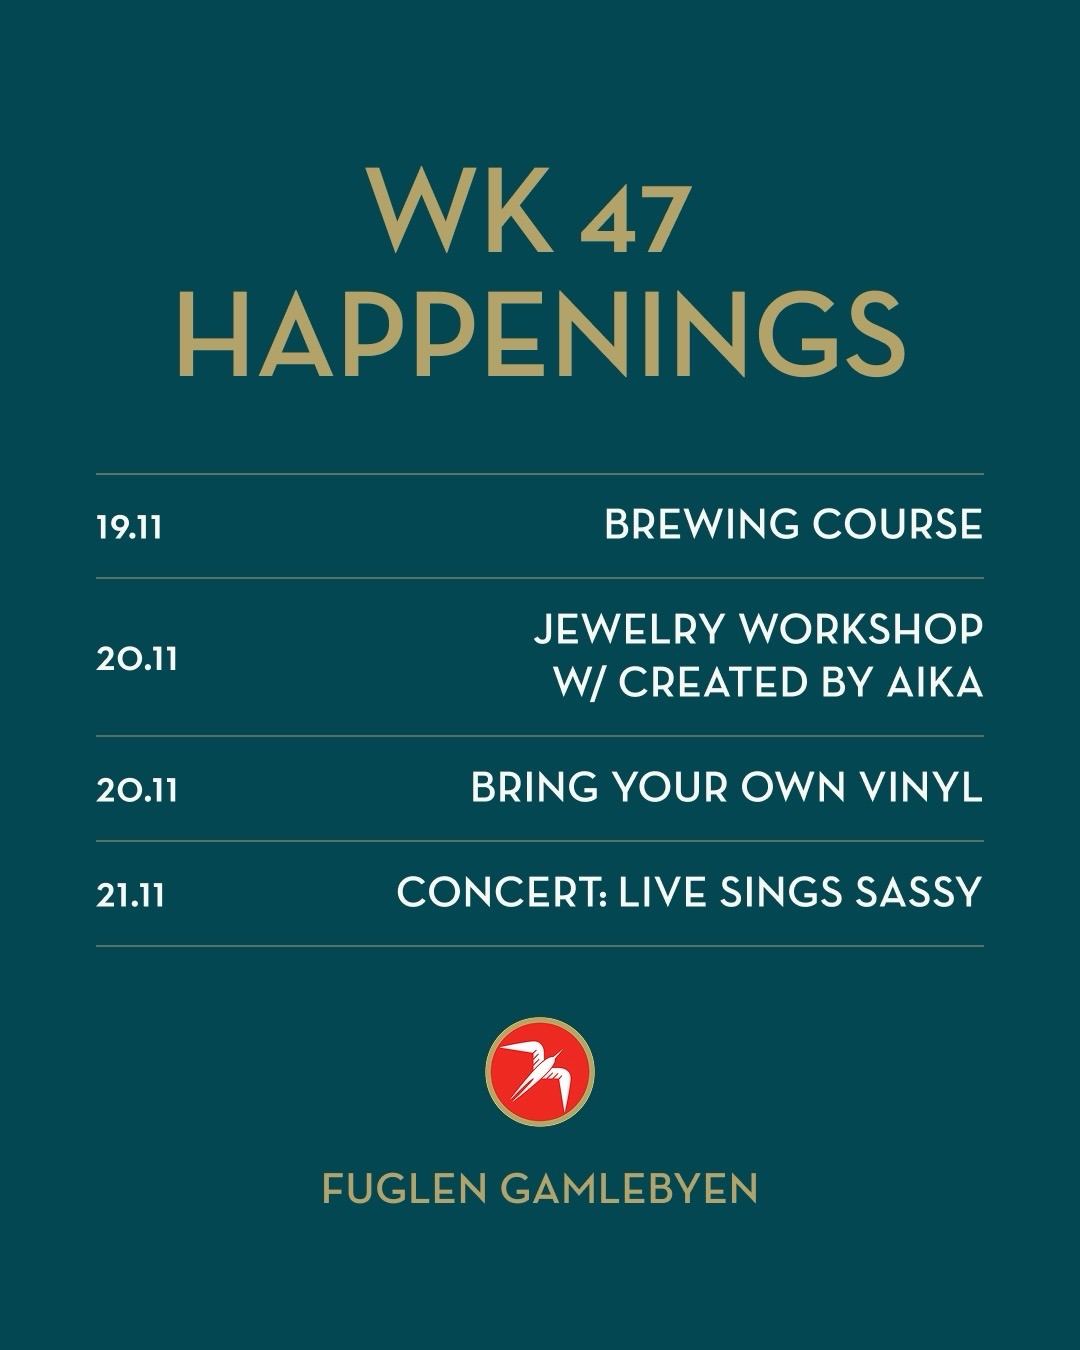 WK 47
HAPPENINGS
19.11 BREWING COURSE
20.11 JEWELRY WORKSHOP
W/ CREATED BY AIKA
20.11 BRING YOUR OWN VINYL
21.11 CONCERT: LIVE SINGS SASSY
FUGLEN GAMLEBYEN